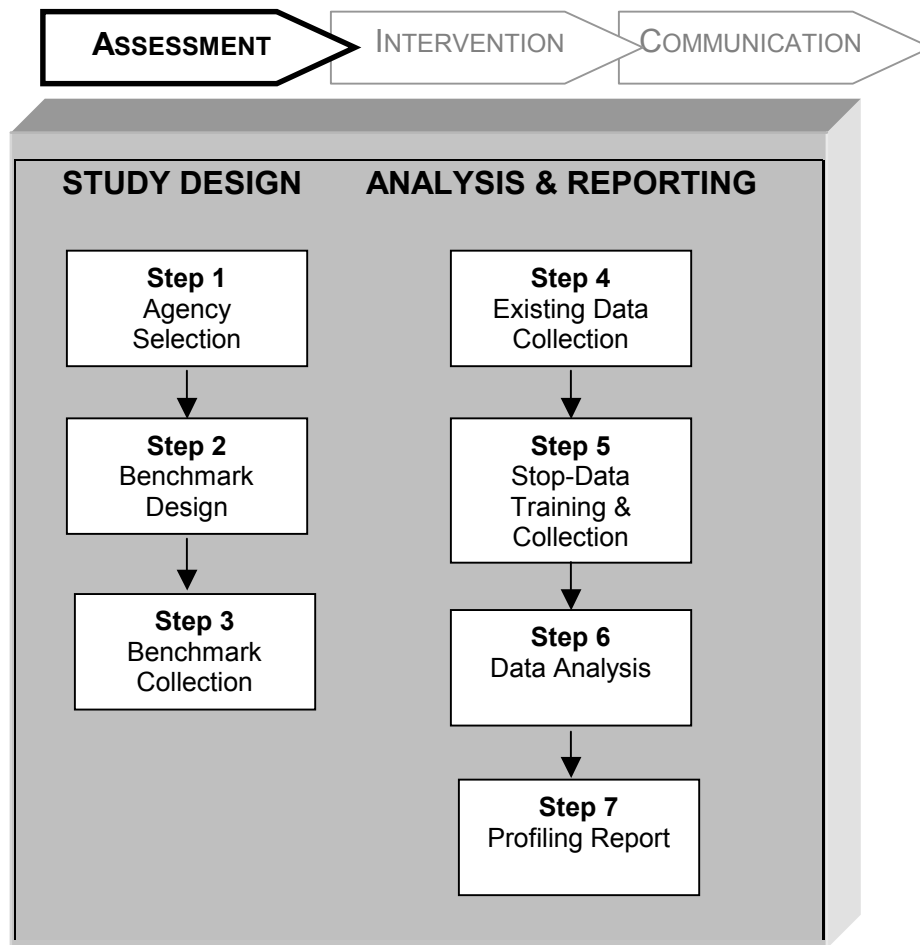 ASSESSMENT
INTERVENTION
COMMUNICATION
STUDY DESIGN
Step 1
Agency
Selection
Step 2
Benchmark
Design
Step 3
Benchmark
Collection
ANALYSIS & REPORTING
Step 4
Existing Data
Collection
Step 5
Stop-Data
Training &
Collection
Step 6
Data Analysis
Step 7
Profiling Report